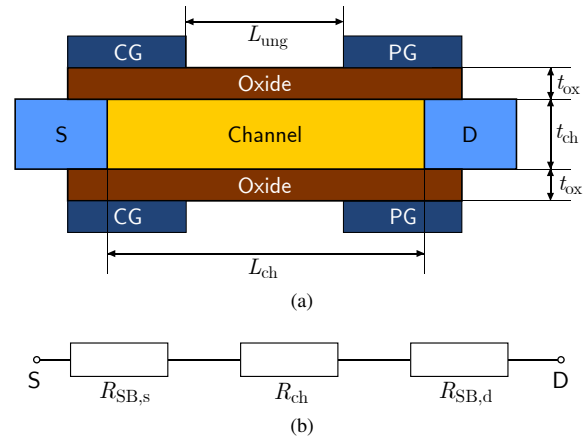 L_ung
CG PG
Oxide t_ox
S Channel D t_ch
Oxide t_ox
CG PG
L_ch
(a)
S D
R_SB,s R_ch R_SB,d
(b)